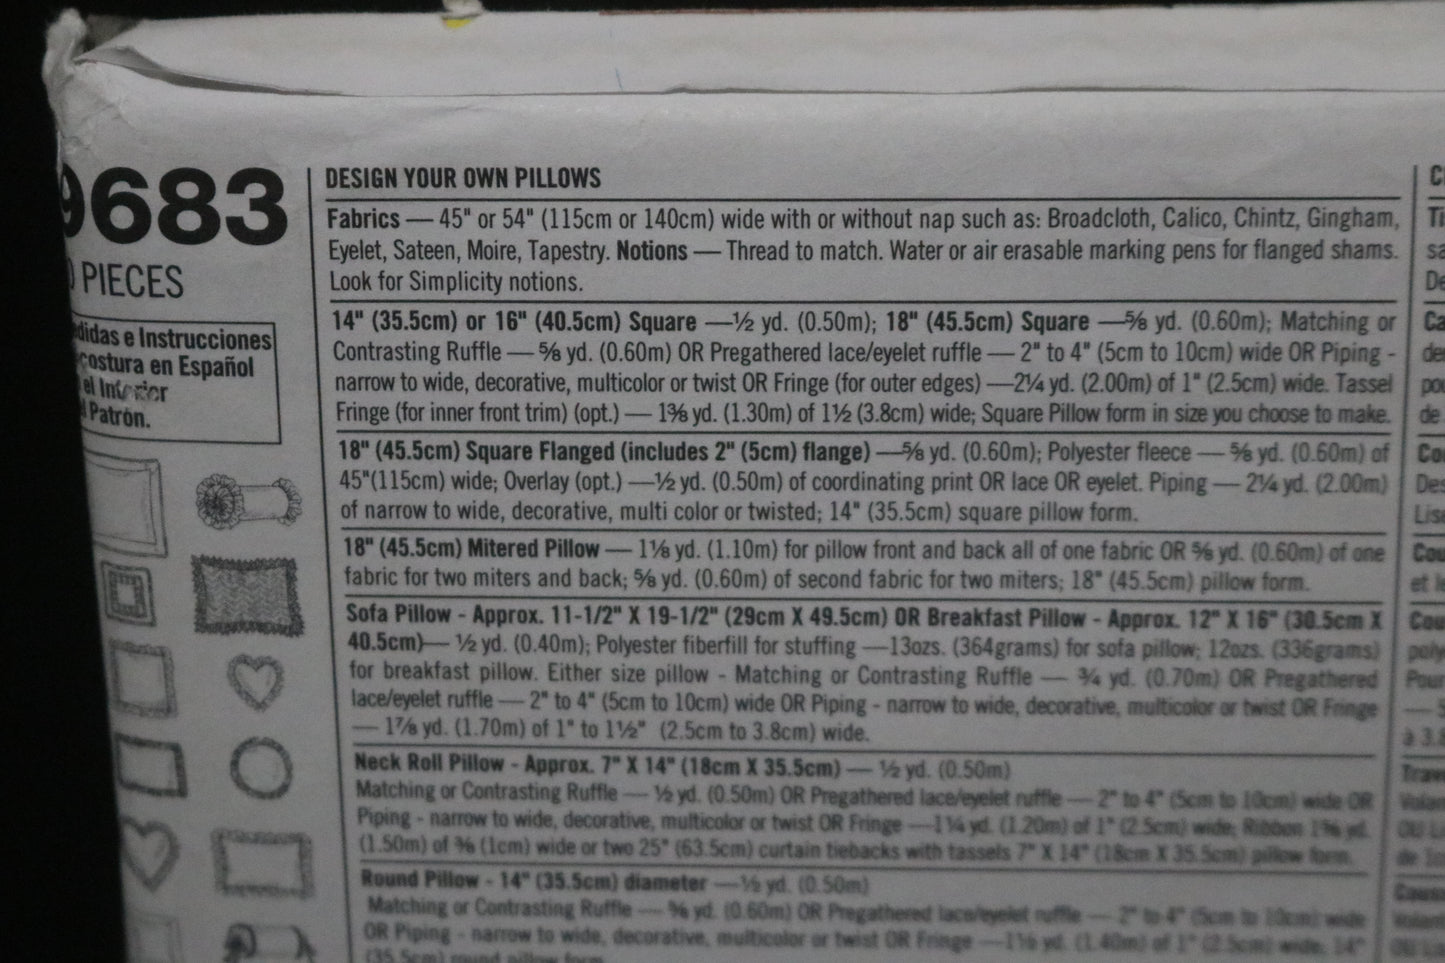 9683
PIECES
didas e Instrucciones
costura en Español
el Interior
Patrón.
DESIGN YOUR OWN PILLOWS
Fabrics — 45" or 54" (115cm or 140cm) wide with or without nap such as: Broadcloth, Calico, Chintz, Gingham,
Eyelet, Sateen, Moire, Tapestry. Notions — Thread to match. Water or air erasable marking pens for flanged shams.
Look for Simplicity notions.
14" (35.5cm) or 16" (40.5cm) Square —½ yd. (0.50m); 18" (45.5cm) Square —⅝ yd. (0.60m); Matching or
Contrasting Ruffle — ⅝ yd. (0.60m) OR Pregathered lace/eyelet ruffle — 2" to 4" (5cm to 10cm) wide OR Piping -
narrow to wide, decorative, multicolor or twist OR Fringe (for outer edges) —2¼ yd. (2.00m) of 1" (2.5cm) wide. Tassel
Fringe (for inner front trim) (opt.) — 1⅜ yd. (1.30m) of 1½ (3.8cm) wide; Square Pillow form in size you choose to make.
18" (45.5cm) Square Flanged (includes 2" (5cm) flange) —⅝ yd. (0.60m); Polyester fleece — ⅝ yd. (0.60m) of
45"(115cm) wide; Overlay (opt.) —½ yd. (0.50m) of coordinating print OR lace OR eyelet. Piping — 2¼ yd. (2.00m)
of narrow to wide, decorative, multi color or twisted; 14" (35.5cm) square pillow form.
18" (45.5cm) Mitered Pillow — 1⅛ yd. (1.10m) for pillow front and back all of one fabric OR ⅝ yd. (0.60m) of one
fabric for two miters and back; ⅝ yd. (0.60m) of second fabric for two miters; 18" (45.5cm) pillow form.
Sofa Pillow - Approx. 11-1/2" X 19-1/2" (29cm X 49.5cm) OR Breakfast Pillow - Approx. 12" X 16" (30.5cm X
40.5cm)— ½ yd. (0.40m); Polyester fiberfill for stuffing —13ozs. (364grams) for sofa pillow; 12ozs. (336grams)
for breakfast pillow. Either size pillow - Matching or Contrasting Ruffle — ¾ yd. (0.70m) OR Pregathered
lace/eyelet ruffle — 2" to 4" (5cm to 10cm) wide OR Piping - narrow to wide, decorative, multicolor or twist OR Fringe
— 1⅞ yd. (1.70m) of 1" to 1½" (2.5cm to 3.8cm) wide.
Neck Roll Pillow - Approx. 7" X 14" (18cm X 35.5cm) — ½ yd. (0.50m)
Matching or Contrasting Ruffle — ½ yd. (0.50m) OR Pregathered lace/eyelet ruffle — 2" to 4" (5cm to 10cm) wide OR
Piping - narrow to wide, decorative, multicolor or twist OR Fringe —1¼ yd. (1.20m) of 1" (2.5cm) wide; Ribbon 1⅝ yd.
(1.50m) of ⅜ (1cm) wide or two 25" (63.5cm) curtain tiebacks with tassels 7" X 14" (18cm X 35.5cm) pillow form.
Round Pillow - 14" (35.5cm) diameter —½ yd. (0.50m)
Matching or Contrasting Ruffle — ⅝ yd. (0.60m) OR Pregathered lace/eyelet ruffle — 2" to 4" (5cm to 10cm) wide
OR Piping - narrow to wide, decorative, multicolor or twist OR Fringe —1½ yd. (1.40m) of 1" (2.5cm) wide. 14"
(35.5cm) round pillow form.